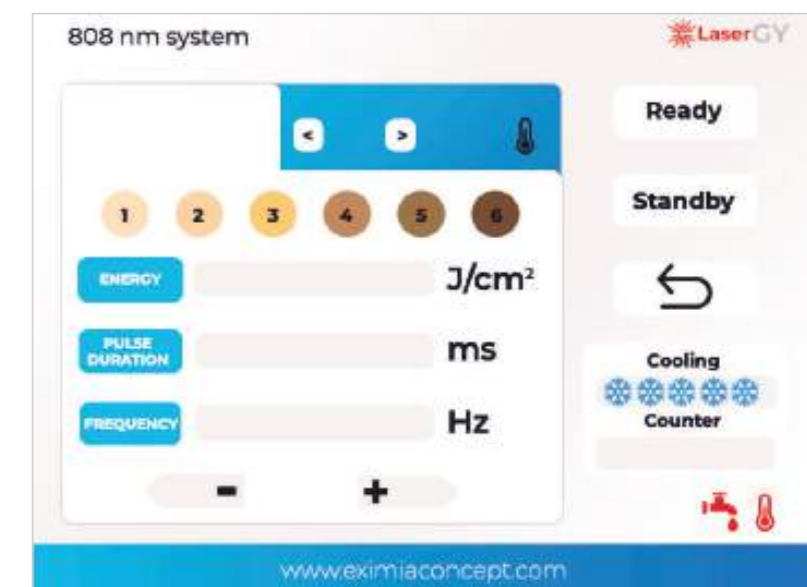 808 nm system
LaserGY
< >
Ready
1 2 3 4 5 6
Standby
ENERGY J/cm²
PULSE
DURATION ms
Cooling
FREQUENCY Hz
Counter
- +
www.eximiaconcept.com